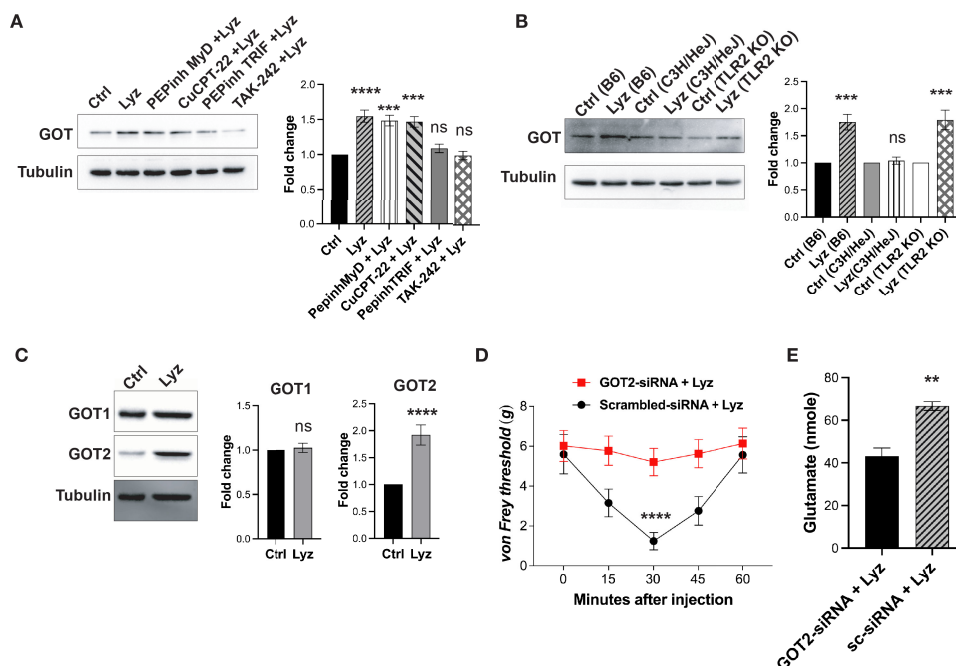 A
Ctrl
Lyz
PEPinh MyD +Lyz
CuCPT-22 +Lyz
PEPinh TRIF +Lyz
TAK-242 +Lyz
GOT
Tubulin
Fold change
2.0
1.5
1.0
0.5
0.0
****
***
***
ns
ns
Ctrl
Lyz
PepinhMyD + Lyz
CuCPT-22 + Lyz
PepinhTRIF + Lyz
TAK-242 + Lyz
B
Ctrl (B6)
Lyz (B6)
Ctrl (C3H/HeJ)
Lyz (C3H/HeJ)
Ctrl (TLR2 KO)
Lyz (TLR2 KO)
GOT
Tubulin
Fold change
2.5
2.0
1.5
1.0
0.5
0.0
***
ns
***
Ctrl (B6)
Lyz (B6)
Ctrl (C3H/HeJ)
Lyz(C3H/HeJ)
Ctrl (TLR2 KO)
Lyz (TLR2 KO)
C
Ctrl
Lyz
GOT1
GOT2
Tubulin
GOT1
Fold change
1.5
1.0
0.5
0.0
ns
Ctrl Lyz
GOT2
Fold change
2.5
2.0
1.5
1.0
0.5
0.0
****
Ctrl Lyz
D
GOT2-siRNA + Lyz
Scrambled-siRNA + Lyz
von Frey threshold (g)
8
6
4
2
0
****
0 15 30 45 60
Minutes after injection
E
Glutamate (nmole)
80
60
40
20
0
**
GOT2-siRNA + Lyz
sc-siRNA + Lyz